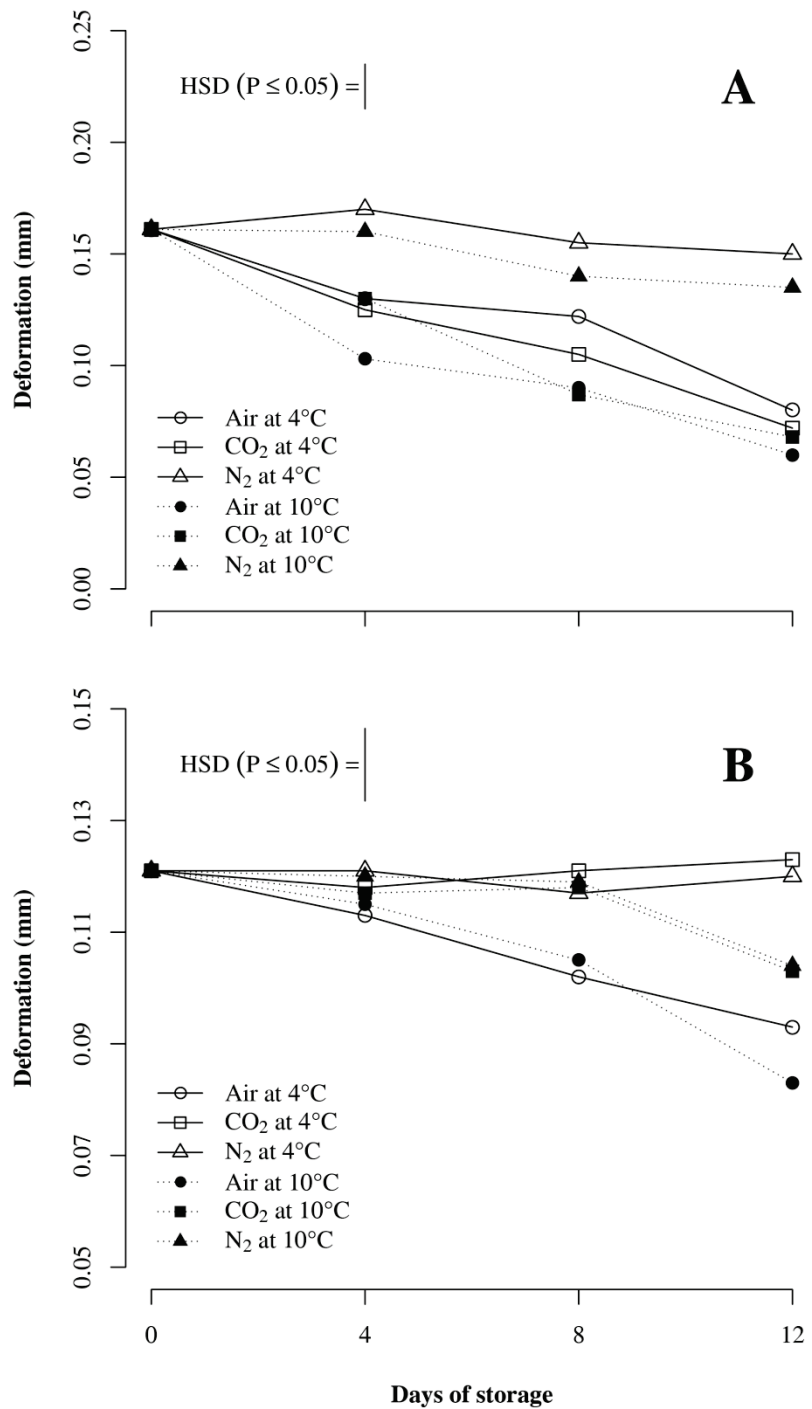 0.25
HSD (P ≤ 0.05) =
A
0.20
0.15
Deformation (mm)
0.10
Air at 4°C
CO₂ at 4°C
N₂ at 4°C
Air at 10°C
CO₂ at 10°C
N₂ at 10°C
0.05
0.00
0.15
HSD (P ≤ 0.05) =
B
0.13
0.11
Deformation (mm)
0.09
Air at 4°C
CO₂ at 4°C
N₂ at 4°C
Air at 10°C
CO₂ at 10°C
N₂ at 10°C
0.07
0.05
0 4 8 12
Days of storage